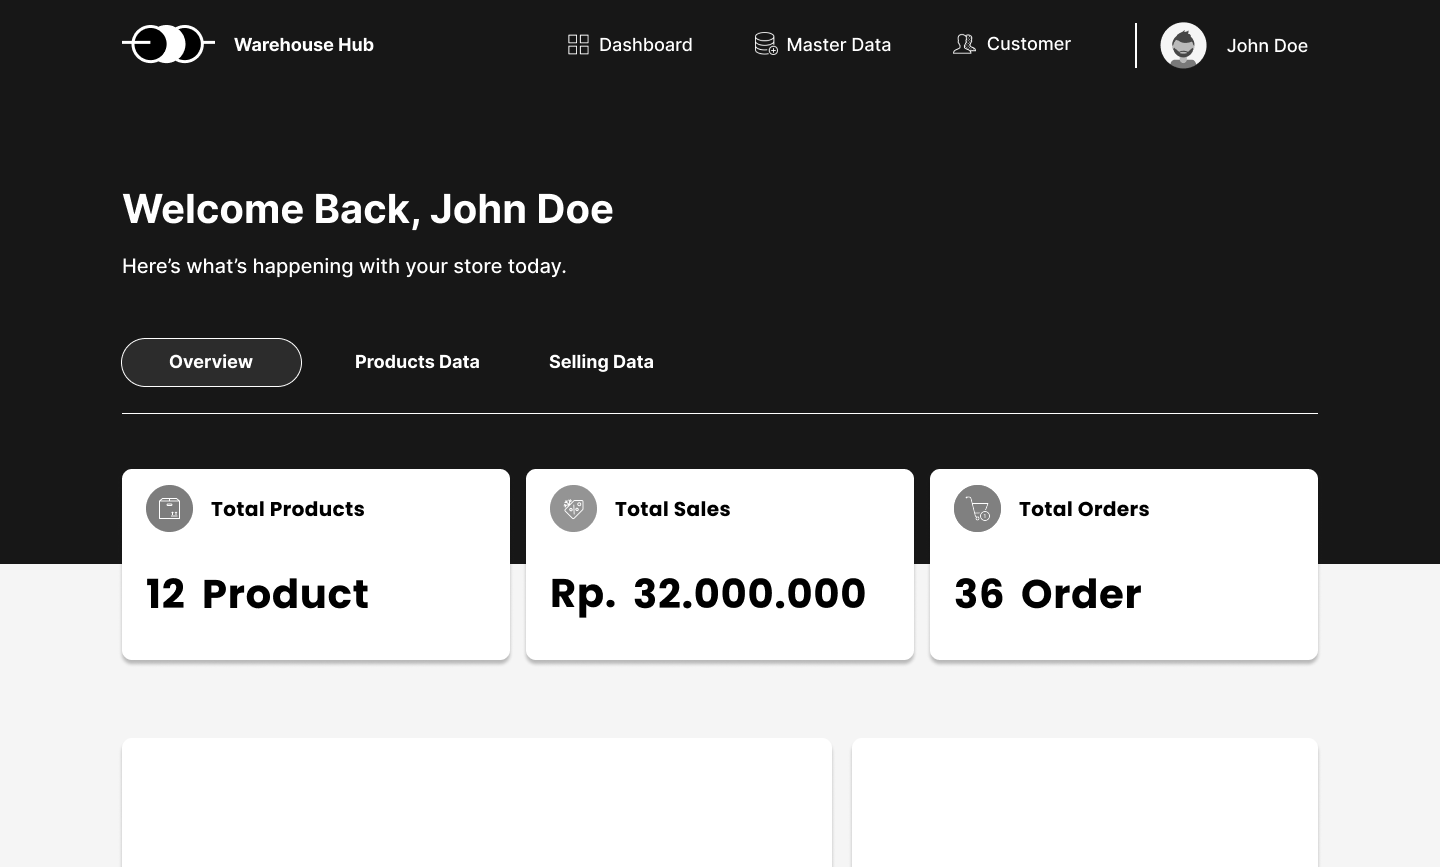 Warehouse Hub
Dashboard
Master Data
Customer
John Doe
Welcome Back, John Doe
Here’s what’s happening with your store today.
Overview
Products Data
Selling Data
Total Products
12 Product
Total Sales
Rp. 32.000.000
Total Orders
36 Order